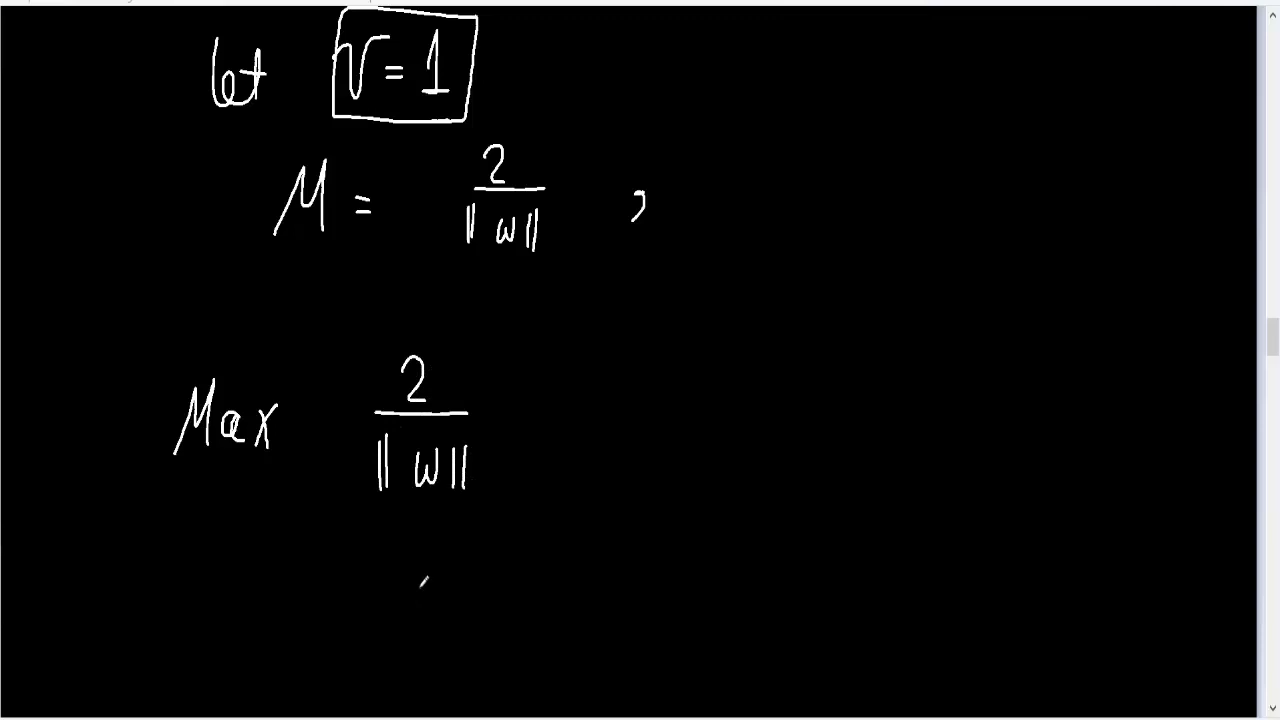 let γ = 1
M = 2 / ||w|| ,
Max 2 / ||w||